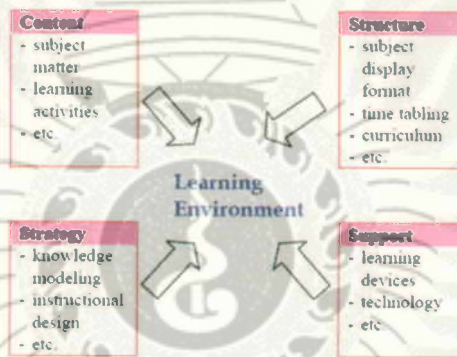 Content
- subject
matter
- learning
activities
- etc.
Structure
- subject
display
format
- time tabling
- curriculum
- etc.
Learning
Environment
Strategy
- knowledge
modeling
- instructional
design
- etc.
Support
- learning
devices
- technology
- etc